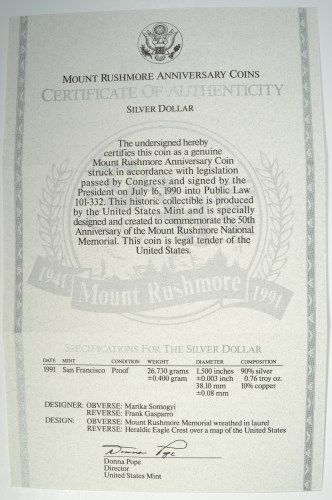 MOUNT RUSHMORE ANNIVERSARY COINS
CERTIFICATE OF AUTHENTICITY
SILVER DOLLAR
The undersigned hereby
certifies this coin as a genuine
Mount Rushmore Anniversary Coin
struck in accordance with legislation
passed by Congress and signed by the
President on July 16, 1990 into Public Law
101-332. This historic collectible is produced
by the United States Mint and is specially
designed and created to commemorate the 50th
Anniversary of the Mount Rushmore National
Memorial. This coin is legal tender of the
United States.
1941 Mount Rushmore 1991
SPECIFICATIONS FOR THE SILVER DOLLAR
DATE MINT CONDITION WEIGHT DIAMETER COMPOSITION
1991 San Francisco Proof 26.730 grams 1.500 inches 90% silver
±0.400 gram ±0.003 inch 0.76 troy oz.
38.10 mm 10% copper
±0.08 mm
DESIGNER: OBVERSE: Marika Somogyi
REVERSE: Frank Gasparro
DESIGN: OBVERSE: Mount Rushmore Memorial wreathed in laurel
REVERSE: Heraldic Eagle Crest over a map of the United States
Donna Pope
Donna Pope
Director
United States Mint